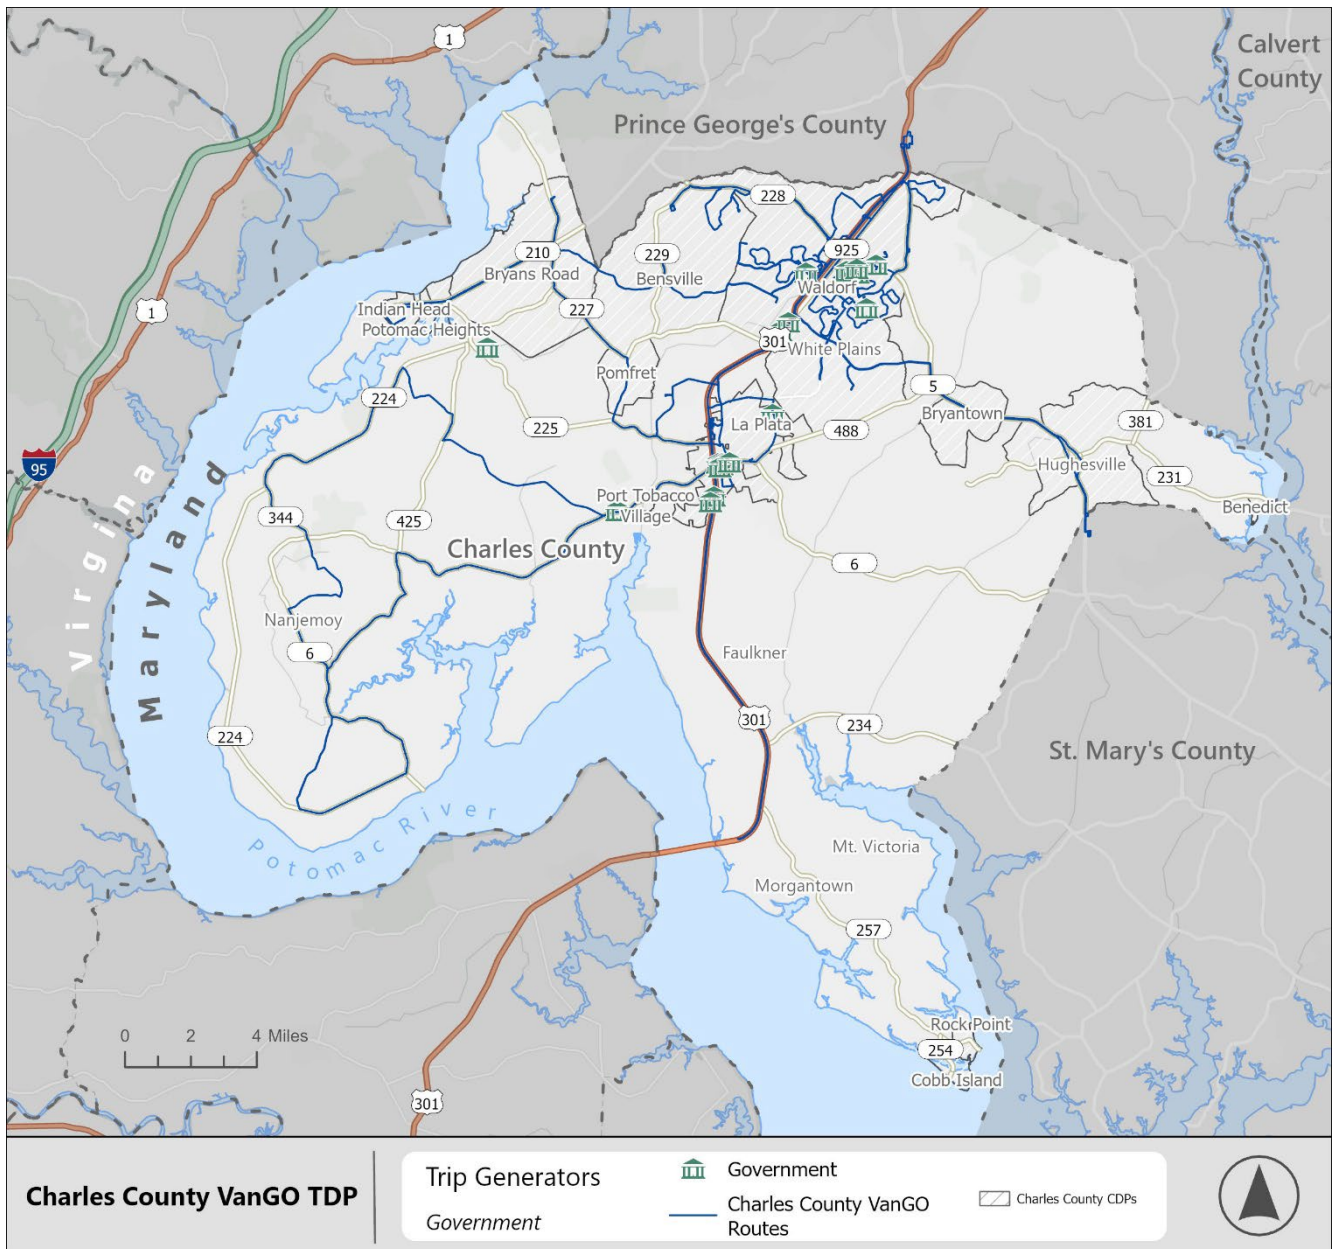 1
Calvert
County
Prince George's County
228
925
210
229
Bryans Road
Bensville
Waldorf
1
Indian Head
227
Potomac Heights
301
White Plains
Pomfret
5
224
Bryantown
381
La Plata
225
488
Hughesville
95
231
Port Tobacco
Village
Benedict
344
425
Virginia
Maryland
Charles County
6
Nanjemoy
6
Faulkner
301
234
224
St. Mary's County
Potomac River
Mt. Victoria
Morgantown
257
Rock Point
0 2 4 Miles
254
Cobb Island
301
Charles County VanGO TDP
Trip Generators
Government
Government
Charles County VanGO
Routes
Charles County CDPs